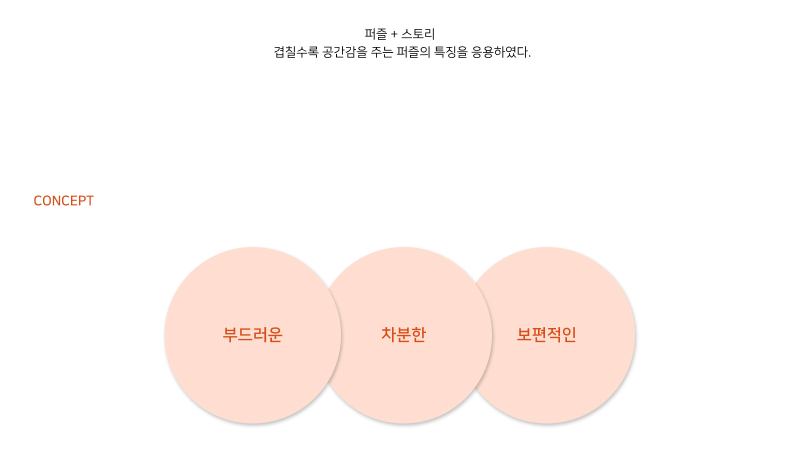 퍼즐 + 스토리
겹칠수록 공간감을 주는 퍼즐의 특징을 응용하였다.
CONCEPT
부드러운
차분한
보편적인